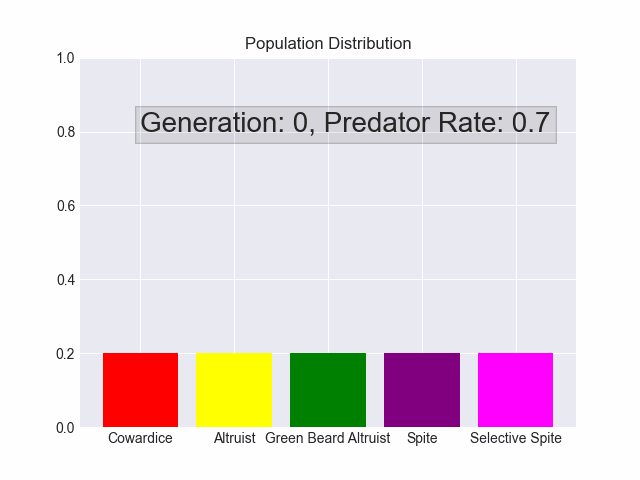 Population Distribution
1.0
Generation: 0, Predator Rate: 0.7
0.8
0.6
0.4
0.2
0.0
Cowardice Altruist Green Beard Altruist Spite Selective Spite